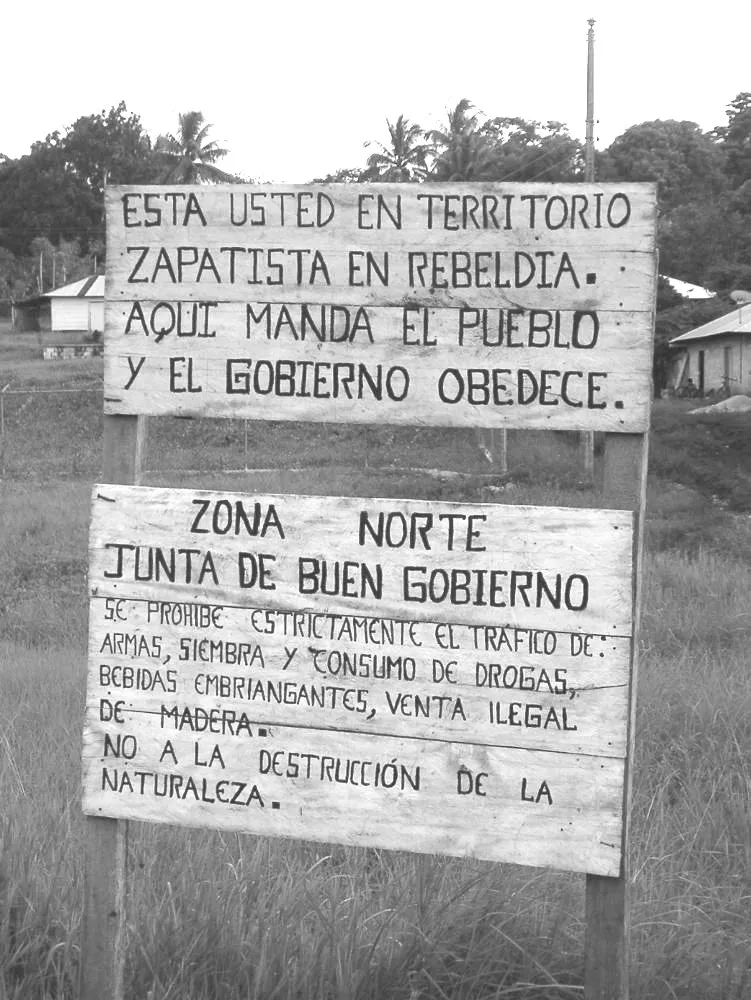 ESTA USTED EN TERRITORIO
ZAPATISTA EN REBELDIA.
AQUI MANDA EL PUEBLO
Y EL GOBIERNO OBEDECE.
ZONA NORTE
JUNTA DE BUEN GOBIERNO
SE PROHIBE ESTRICTAMENTE EL TRÁFICO DE:
ARMAS, SIEMBRA Y CONSUMO DE DROGAS,
BEBIDAS EMBRIANGANTES, VENTA ILEGAL
DE MADERA.
NO A LA DESTRUCCIÓN DE LA
NATURALEZA.